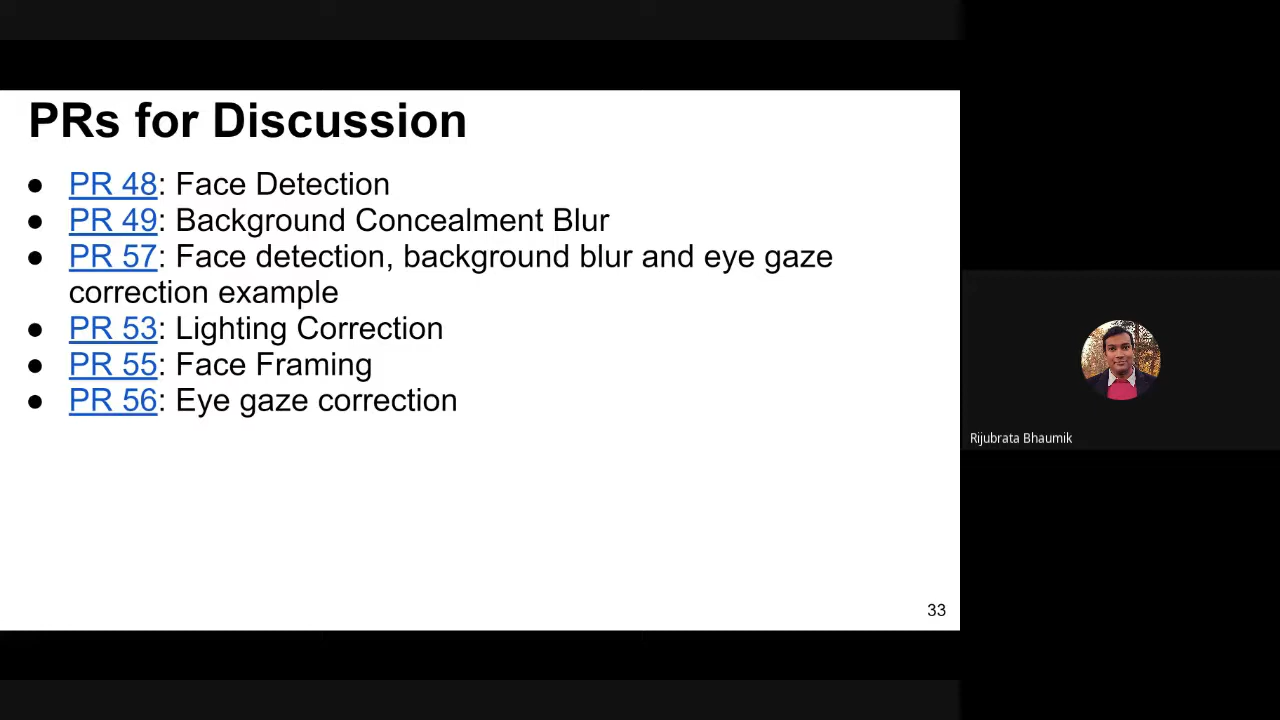 PRs for Discussion
● PR 48: Face Detection
● PR 49: Background Concealment Blur
● PR 57: Face detection, background blur and eye gaze
correction example
● PR 53: Lighting Correction
● PR 55: Face Framing
● PR 56: Eye gaze correction
33
Rijubrata Bhaumik